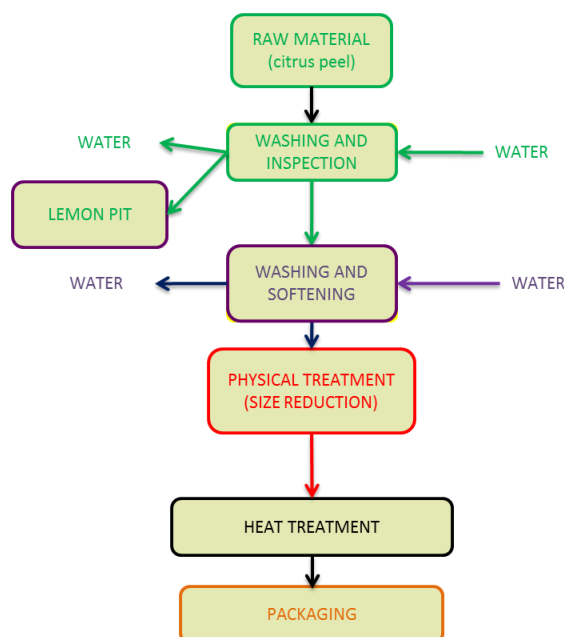 RAW MATERIAL
(citrus peel)
WATER
WASHING AND
INSPECTION
WATER
LEMON PIT
WATER
WASHING AND
SOFTENING
WATER
PHYSICAL TREATMENT
(SIZE REDUCTION)
HEAT TREATMENT
PACKAGING